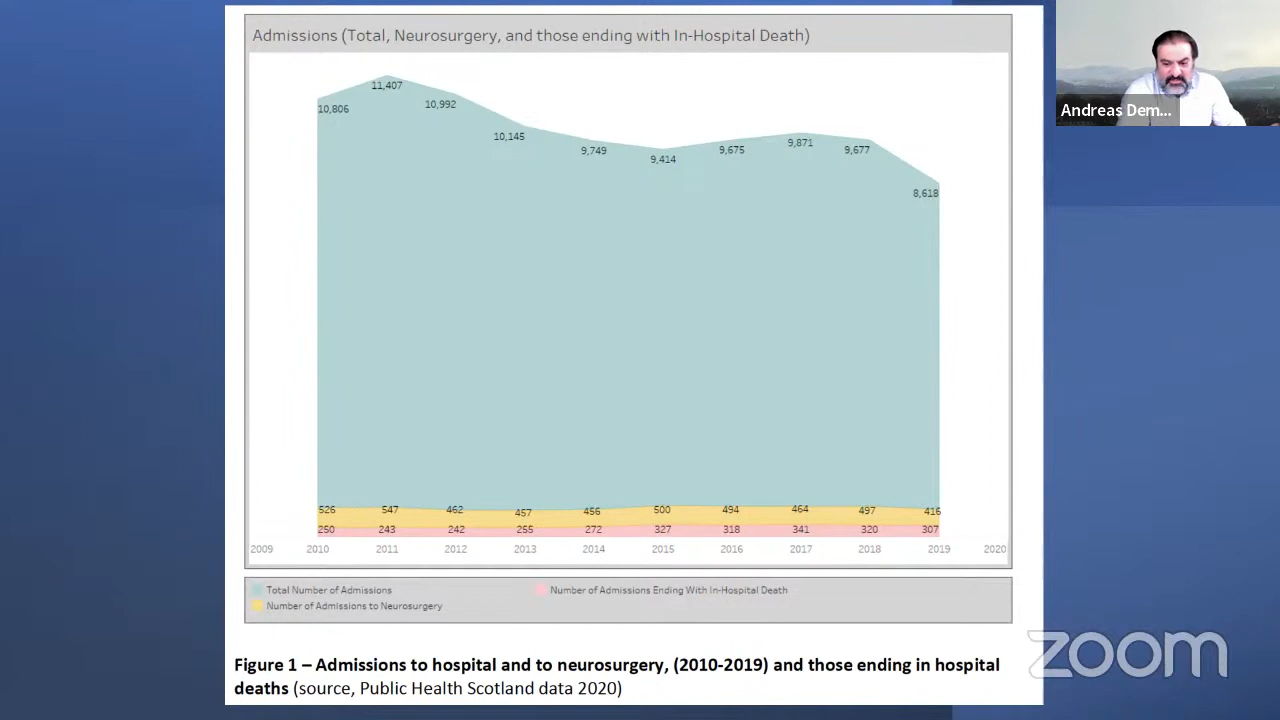 Admissions (Total, Neurosurgery, and those ending with In-Hospital Death)
10,806
11,407
10,992
10,145
9,749
9,414
9,675
9,871
9,677
8,618
526 547 462 457 456 500 494 464 497 416
250 243 242 255 272 327 318 341 320 307
2009 2010 2011 2012 2013 2014 2015 2016 2017 2018 2019 2020
Total Number of Admissions
Number of Admissions Ending With In-Hospital Death
Number of Admissions to Neurosurgery
Figure 1 – Admissions to hospital and to neurosurgery, (2010-2019) and those ending in hospital
deaths (source, Public Health Scotland data 2020)
Andreas Dem...
zoom